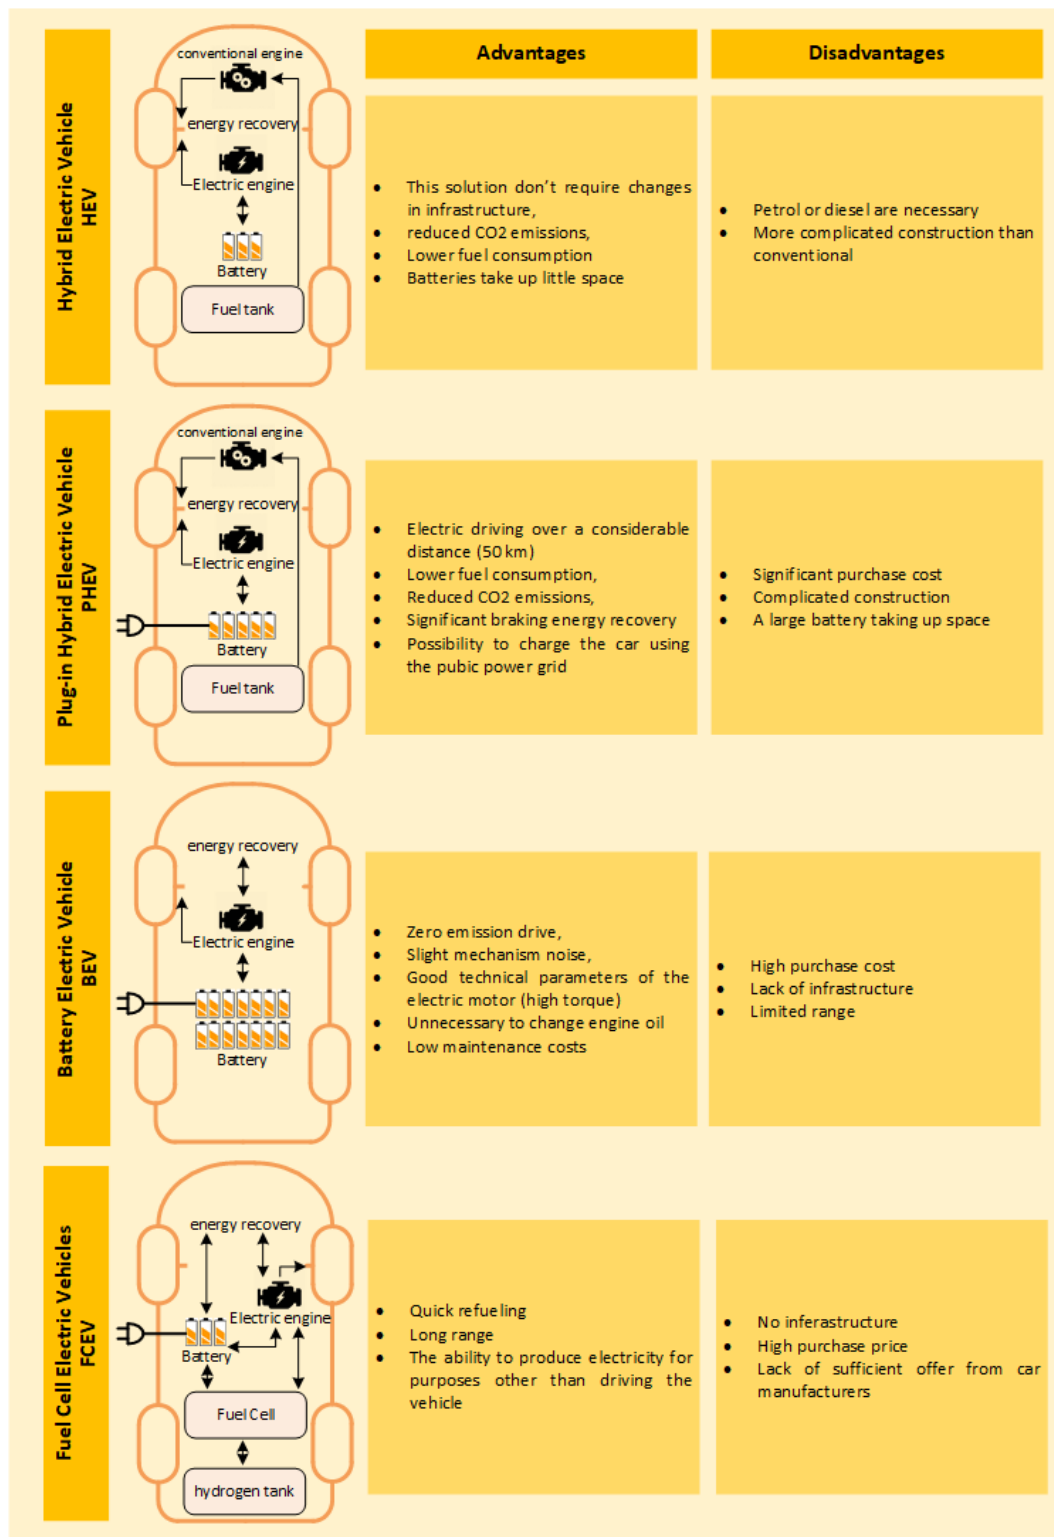 Advantages
Disadvantages
Hybrid Electric Vehicle
HEV
conventional engine
energy recovery
Electric engine
Battery
Fuel tank
This solution don't require changes
in infrastructure,
reduced CO2 emissions,
Lower fuel consumption
Batteries take up little space
Petrol or diesel are necessary
More complicated construction than
conventional
Plug-in Hybrid Electric Vehicle
PHEV
conventional engine
energy recovery
Electric engine
Battery
Fuel tank
Electric driving over a considerable
distance (50 km)
Lower fuel consumption,
Reduced CO2 emissions,
Significant braking energy recovery
Possibility to charge the car using
the pubic power grid
Significant purchase cost
Complicated construction
A large battery taking up space
Battery Electric Vehicle
BEV
energy recovery
Electric engine
Battery
Zero emission drive,
Slight mechanism noise,
Good technical parameters of the
electric motor (high torque)
Unnecessary to change engine oil
Low maintenance costs
High purchase cost
Lack of infrastructure
Limited range
Fuel Cell Electric Vehicles
FCEV
energy recovery
Electric engine
Battery
Fuel Cell
hydrogen tank
Quick refueling
Long range
The ability to produce electricity for
purposes other than driving the
vehicle
No inferastructure
High purchase price
Lack of sufficient offer from car
manufacturers